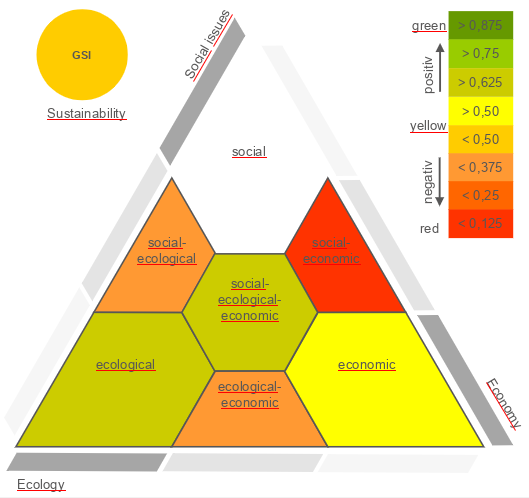 GSI
Sustainability
Social issues
green
positiv
yellow
negativ
red
> 0,875
> 0,75
> 0,625
> 0,50
< 0,50
< 0,375
< 0,25
< 0,125
social
social-
ecological
social-
economic
social-
ecological-
economic
ecological
economic
ecological-
economic
Economy
Ecology